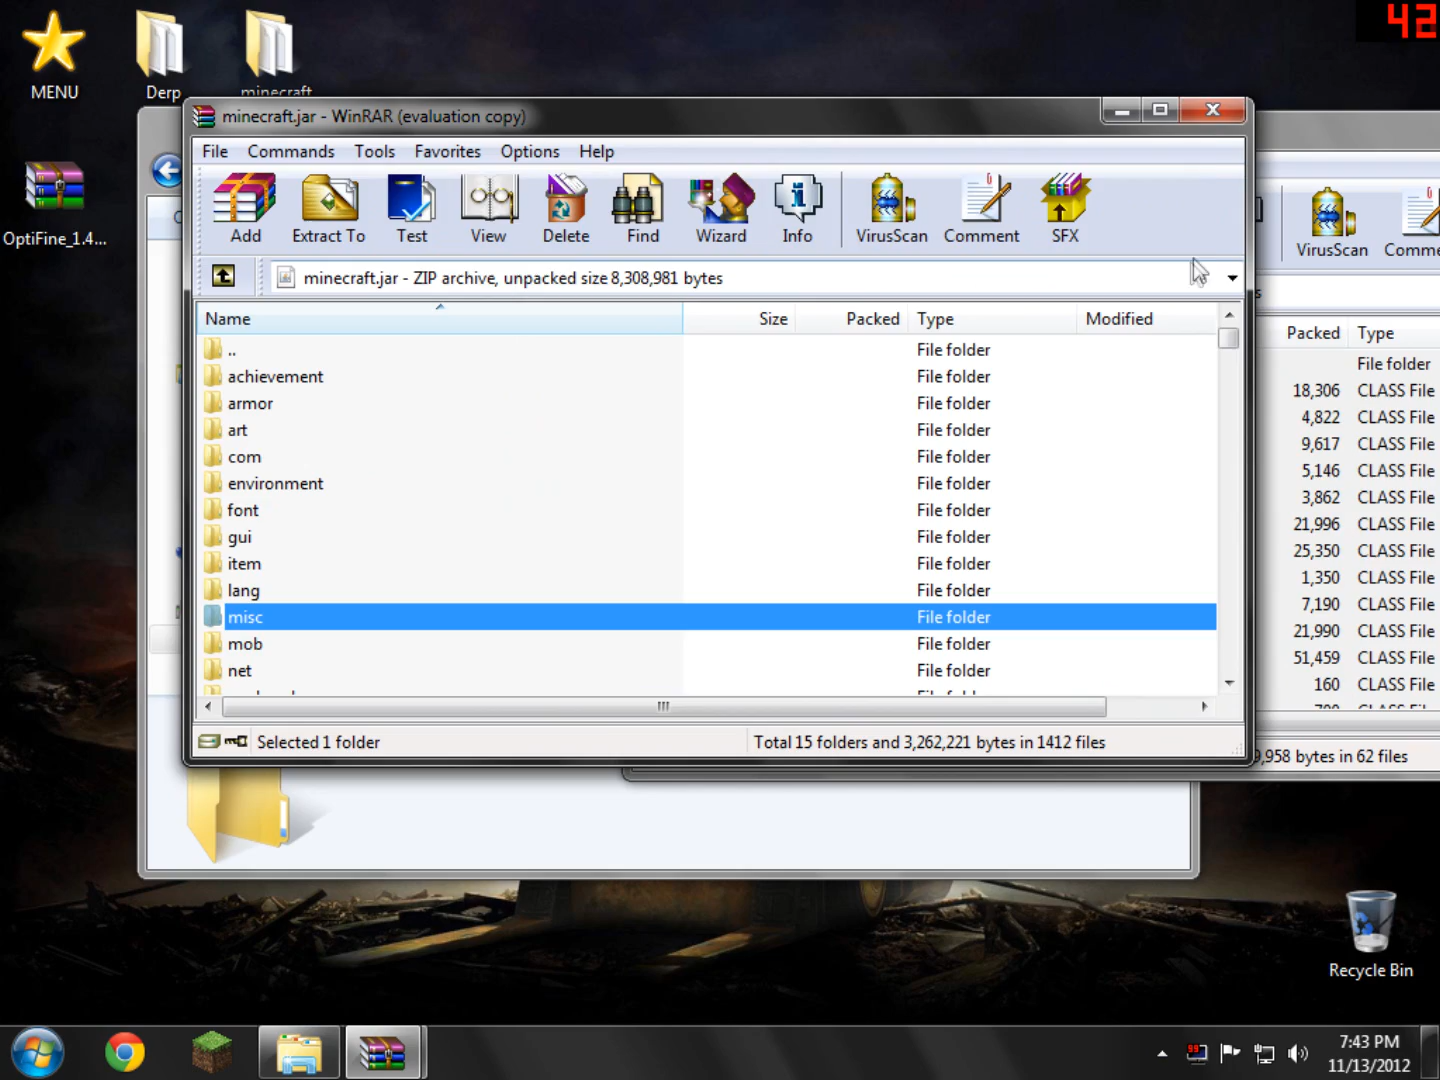 42
MENU
Derp
minecraft
OptiFine_1.4...
minecraft.jar - WinRAR (evaluation copy)
File Commands Tools Favorites Options Help
Add Extract To Test View Delete Find Wizard Info VirusScan Comment SFX
VirusScan
minecraft.jar - ZIP archive, unpacked size 8,308,981 bytes
Name Size Packed Type Modified
.. File folder
achievement File folder
armor File folder
art File folder
com File folder
environment File folder
font File folder
gui File folder
item File folder
lang File folder
misc File folder
mob File folder
net File folder
Selected 1 folder
Total 15 folders and 3,262,221 bytes in 1412 files
Packed Type
File folder
18,306 CLASS File
4,822 CLASS File
9,617 CLASS File
5,146 CLASS File
3,862 CLASS File
21,996 CLASS File
25,350 CLASS File
1,350 CLASS File
7,190 CLASS File
21,990 CLASS File
51,459 CLASS File
160 CLASS File
9,958 bytes in 62 files
Recycle Bin
99
7:43 PM
11/13/2012